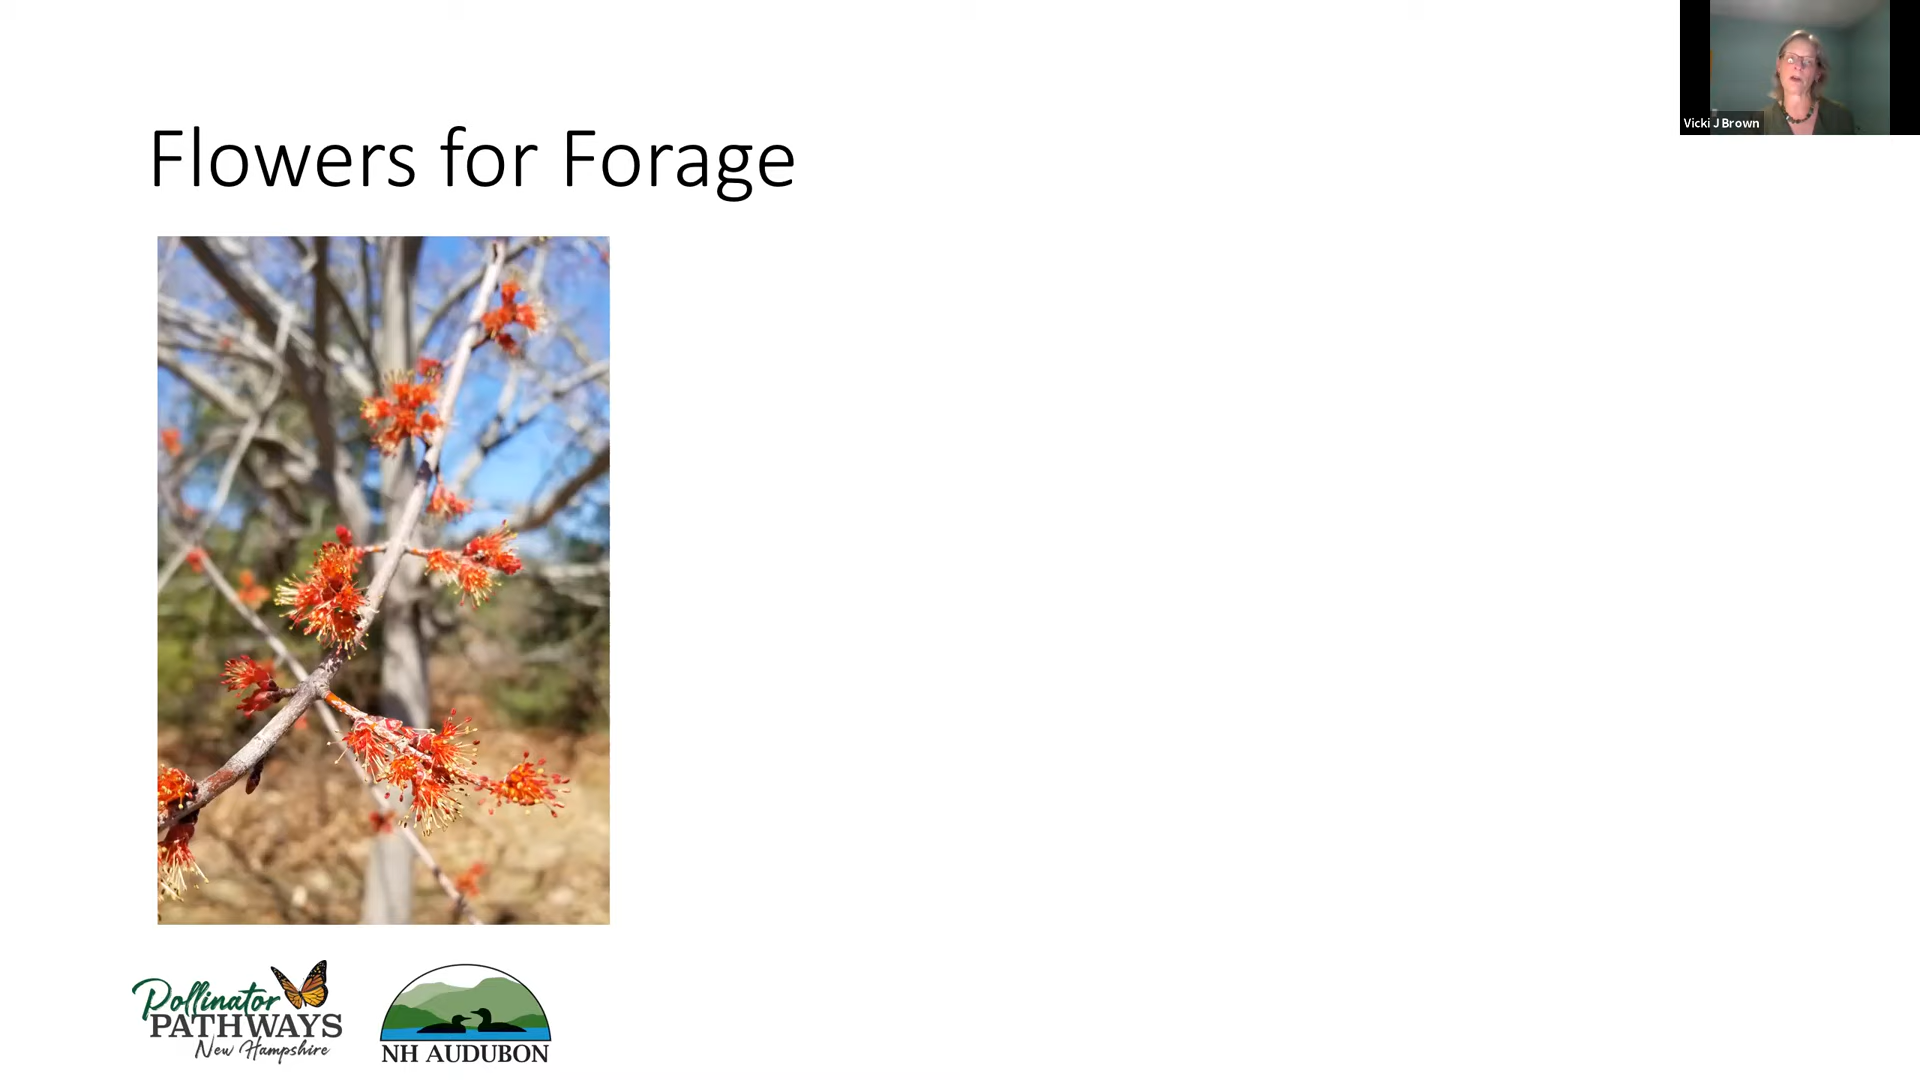 Vicki J Brown
Flowers for Forage
Pollinator
PATHWAYS
New Hampshire
NH AUDUBON